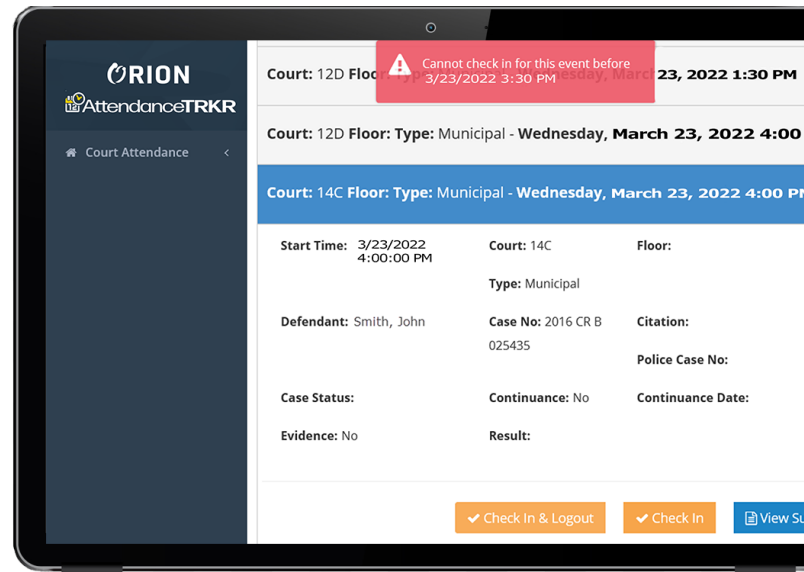 ORION
AttendanceTRKR
Court Attendance
Cannot check in for this event before
3/23/2022 3:30 PM
Court: 12D Floor: March 23, 2022 1:30 PM
Court: 12D Floor: Type: Municipal - Wednesday, March 23, 2022 4:00
Court: 14C Floor: Type: Municipal - Wednesday, March 23, 2022 4:00 PM
Start Time: 3/23/2022 Court: 14C Floor:
4:00:00 PM
Type: Municipal
Defendant: Smith, John Case No: 2016 CR B Citation:
025435
Police Case No:
Case Status: Continuance: No Continuance Date:
Evidence: No Result:
Check In & Logout Check In View Su